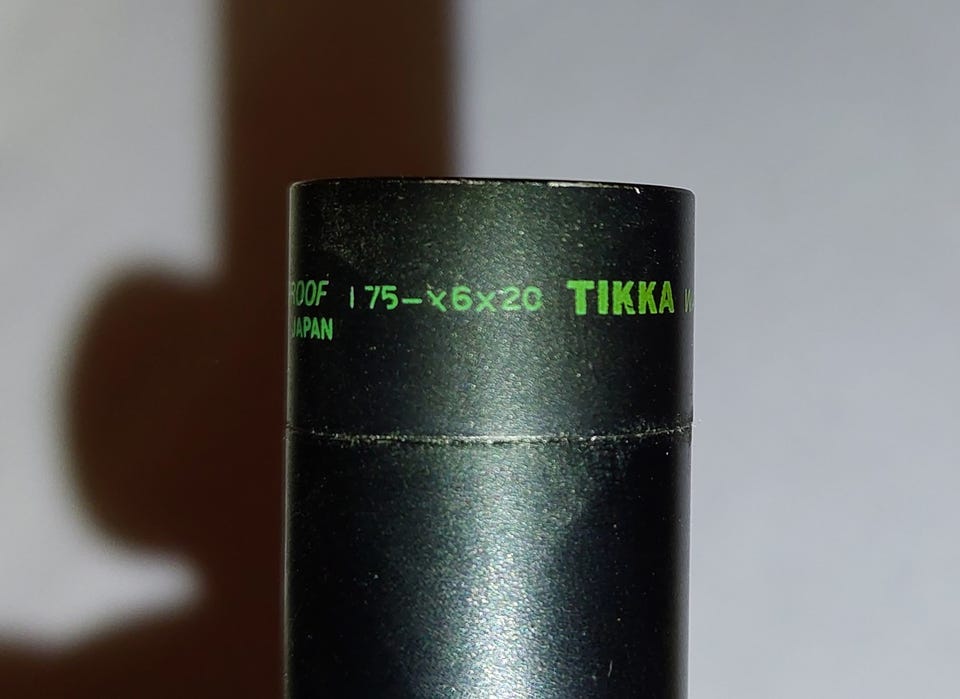 ROOF 1 75-x6x20 TIKKA
JAPAN